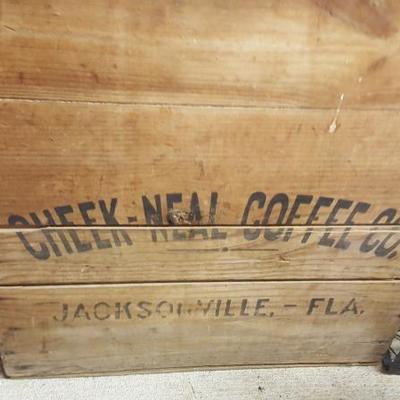 CHEEK-NEAL COFFEE CO.
JACKSONVILLE, - FLA.